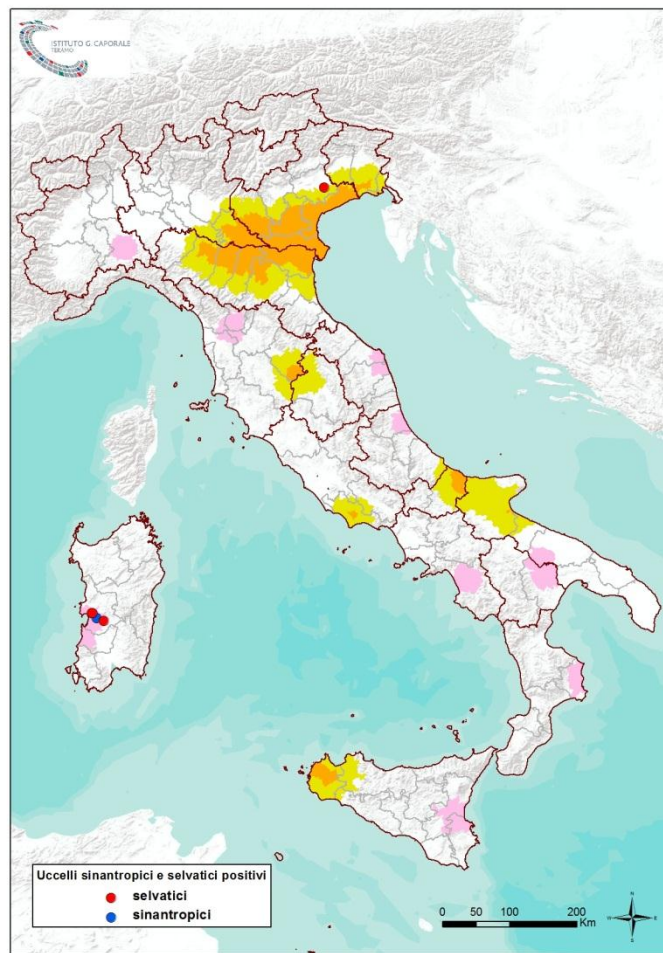 ISTITUTO G. CAPORALE
TERAMO
Uccelli sinantropici e selvatici positivi
selvatici
sinantropici
0 50 100 200
Km
N
W E
S